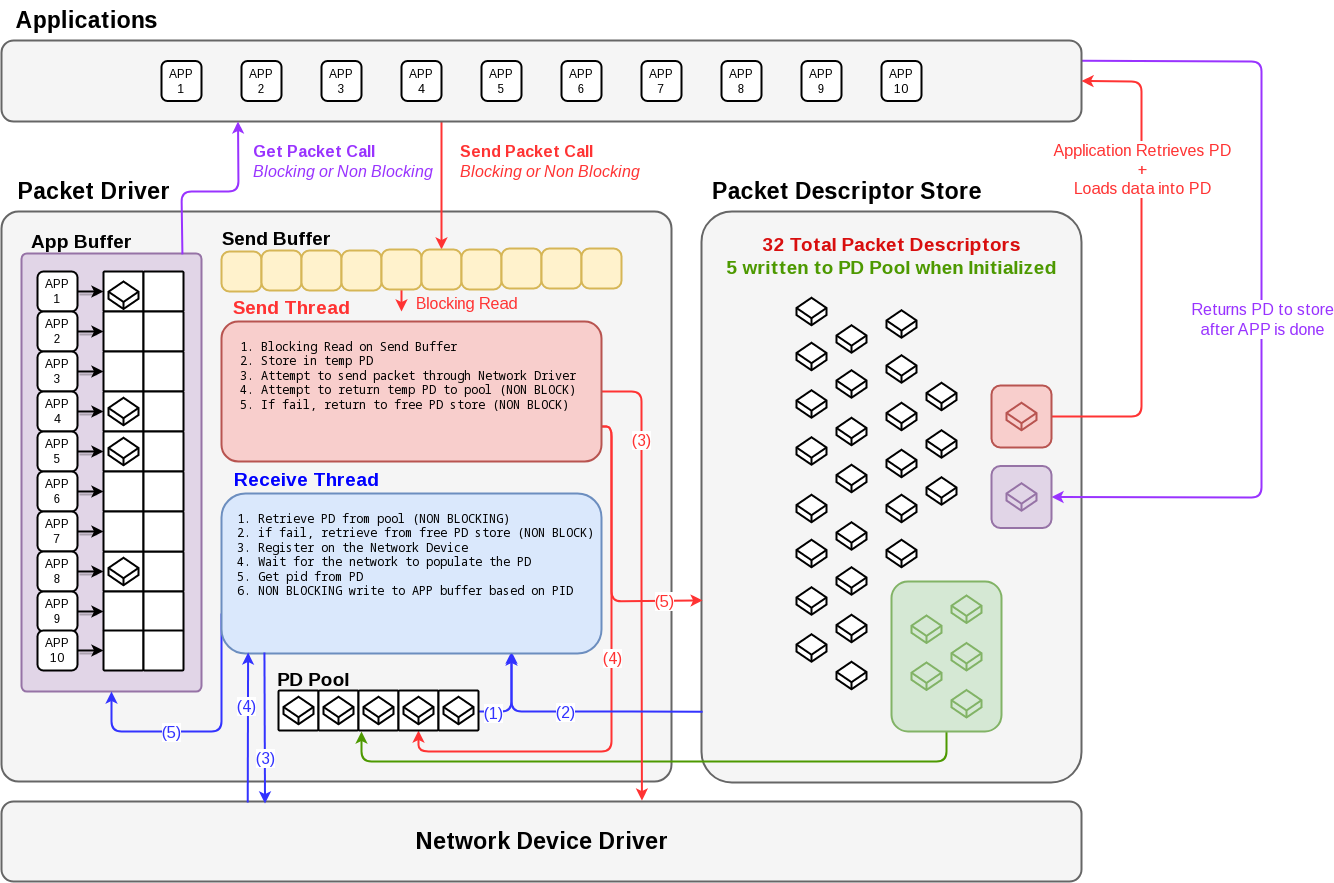 Applications
APP
1
APP
2
APP
3
APP
4
APP
5
APP
6
APP
7
APP
8
APP
9
APP
10
Get Packet Call
Blocking or Non Blocking
Send Packet Call
Blocking or Non Blocking
Application Retrieves PD
+
Loads data into PD
Returns PD to store
after APP is done
Packet Driver
App Buffer
APP
1
APP
2
APP
3
APP
4
APP
5
APP
6
APP
7
APP
8
APP
9
APP
10
Send Buffer
Blocking Read
Send Thread
1. Blocking Read on Send Buffer
2. Store in temp PD
3. Attempt to send packet through Network Driver
4. Attempt to return temp PD to pool (NON BLOCK)
5. If fail, return to free PD store (NON BLOCK)
Receive Thread
1. Retrieve PD from pool (NON BLOCKING)
2. if fail, retrieve from free PD store (NON BLOCK)
3. Register on the Network Device
4. Wait for the network to populate the PD
5. Get pid from PD
6. NON BLOCKING write to APP buffer based on PID
PD Pool
(3)
(5)
(4)
(1)
(2)
(4)
(5)
(3)
Packet Descriptor Store
32 Total Packet Descriptors
5 written to PD Pool when Initialized
Network Device Driver